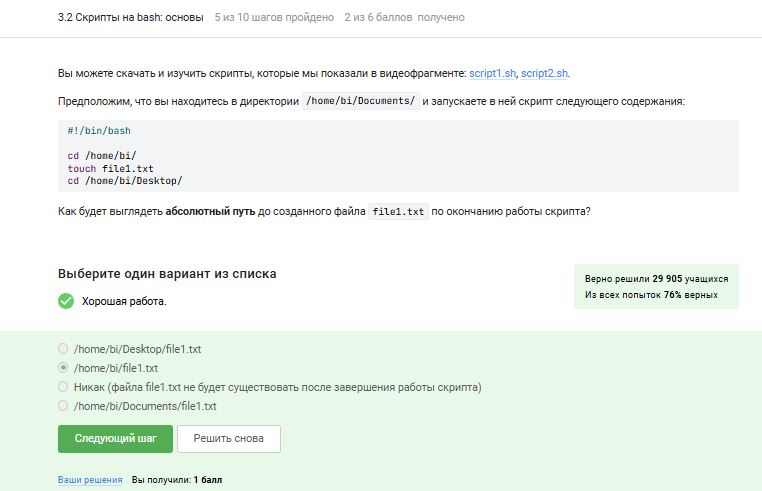 3.2 Скрипты на bash: основы 5 из 10 шагов пройдено 2 из 6 баллов получено
Вы можете скачать и изучить скрипты, которые мы показали в видеофрагменте: script1.sh, script2.sh.
Предположим, что вы находитесь в директории /home/bi/Documents/ и запускаете в ней скрипт следующего содержания:
#!/bin/bash
cd /home/bi/
touch file1.txt
cd /home/bi/Desktop/
Как будет выглядеть абсолютный путь до созданного файла file1.txt по окончанию работы скрипта?
Выберите один вариант из списка
Хорошая работа.
Верно решили 29 905 учащихся
Из всех попыток 76% верных
/home/bi/Desktop/file1.txt
/home/bi/file1.txt
Никак (файла file1.txt не будет существовать после завершения работы скрипта)
/home/bi/Documents/file1.txt
Следующий шаг Решить снова
Ваши решения Вы получили: 1 балл